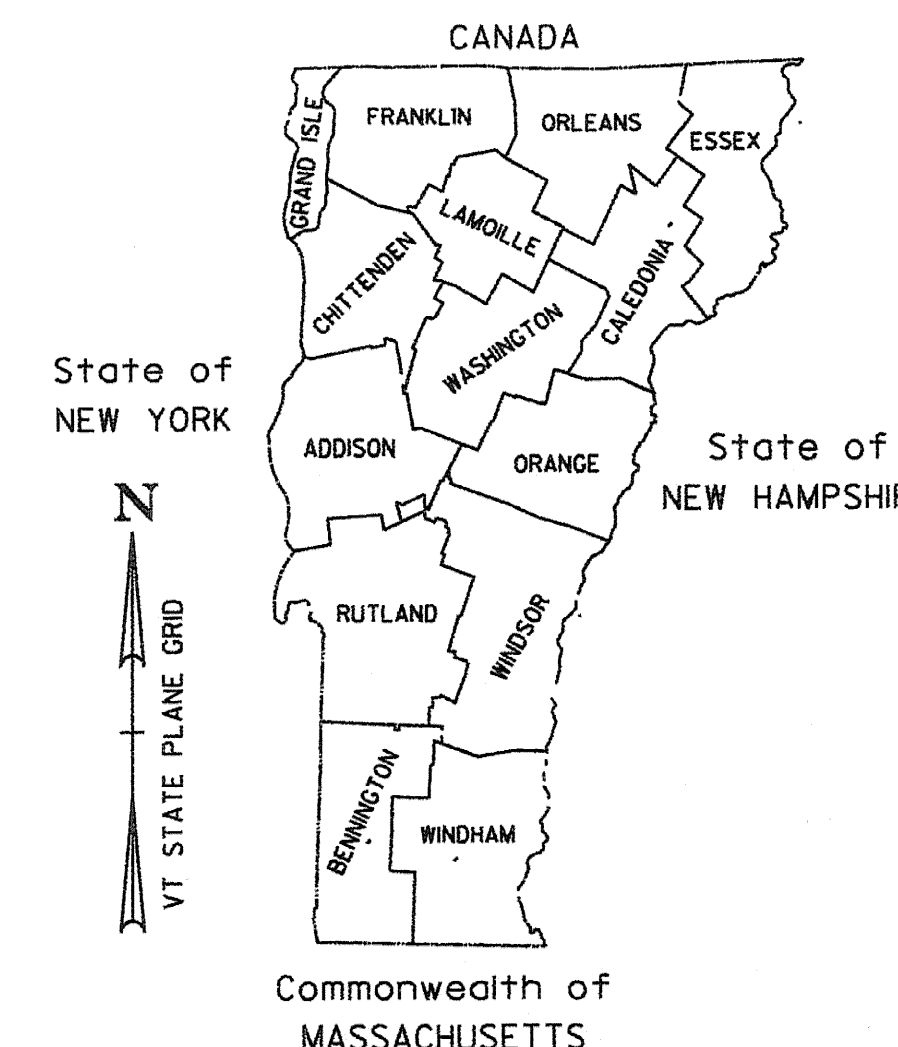 CANADA
FRANKLIN
ORLEANS
ESSEX
GRAND ISLE
LAMOILLE
CHITTENDEN
CALEDONIA
WASHINGTON
State of
NEW YORK
ADDISON
ORANGE
State of
NEW HAMPSHIR
N
VT STATE PLANE GRID
RUTLAND
WINDSOR
BENNINGTON
WINDHAM
Commonwealth of
MASSACHUSETTS